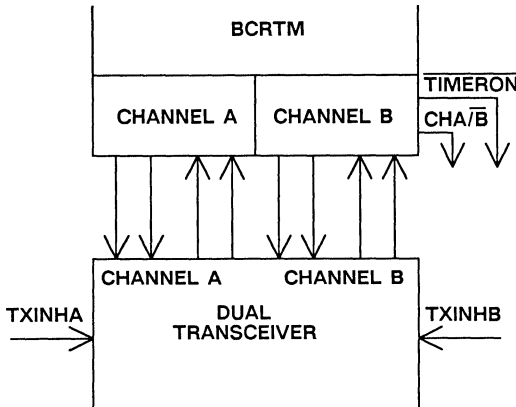 BCRTM
TIMERON
CHANNEL A
CHANNEL B
CHA/B
CHANNEL A
CHANNEL B
TXINHA
DUAL
TRANSCEIVER
TXINHB